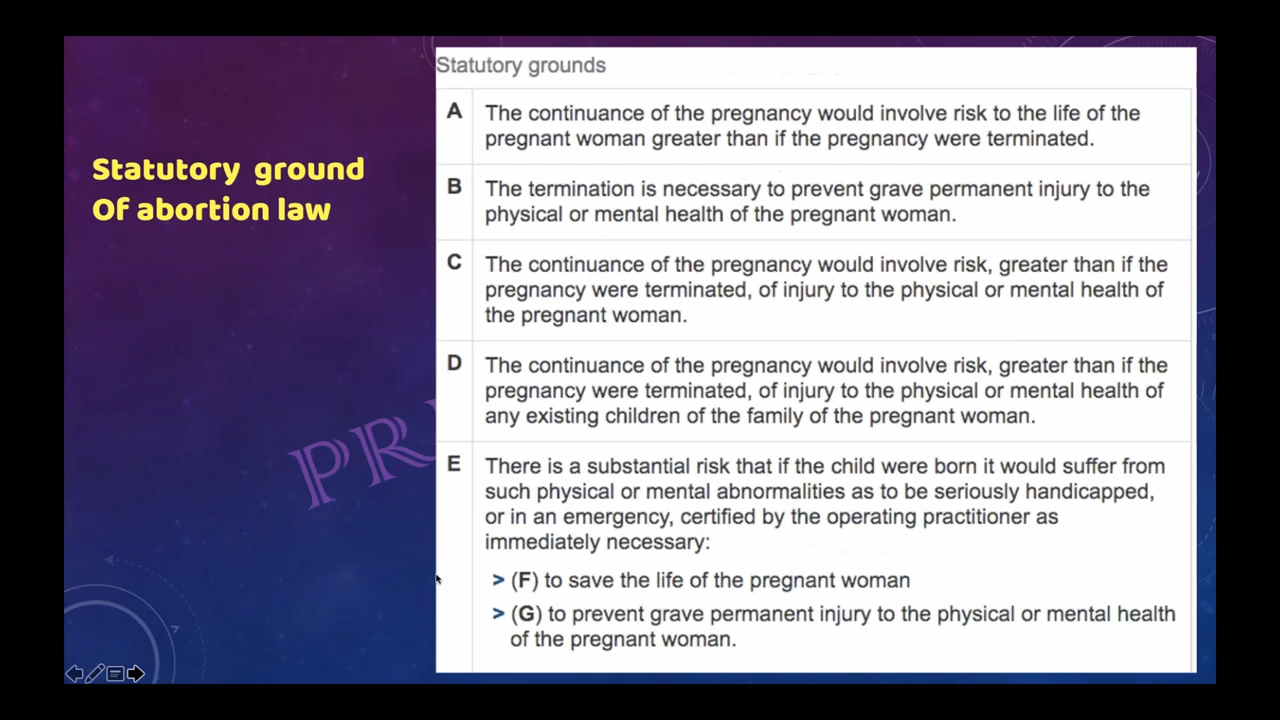 Statutory ground
Of abortion law
Statutory grounds
A
The continuance of the pregnancy would involve risk to the life of the
pregnant woman greater than if the pregnancy were terminated.
B
The termination is necessary to prevent grave permanent injury to the
physical or mental health of the pregnant woman.
C
The continuance of the pregnancy would involve risk, greater than if the
pregnancy were terminated, of injury to the physical or mental health of
the pregnant woman.
D
The continuance of the pregnancy would involve risk, greater than if the
pregnancy were terminated, of injury to the physical or mental health of
any existing children of the family of the pregnant woman.
E
There is a substantial risk that if the child were born it would suffer from
such physical or mental abnormalities as to be seriously handicapped,
or in an emergency, certified by the operating practitioner as
immediately necessary:
> (F) to save the life of the pregnant woman
> (G) to prevent grave permanent injury to the physical or mental health
of the pregnant woman.